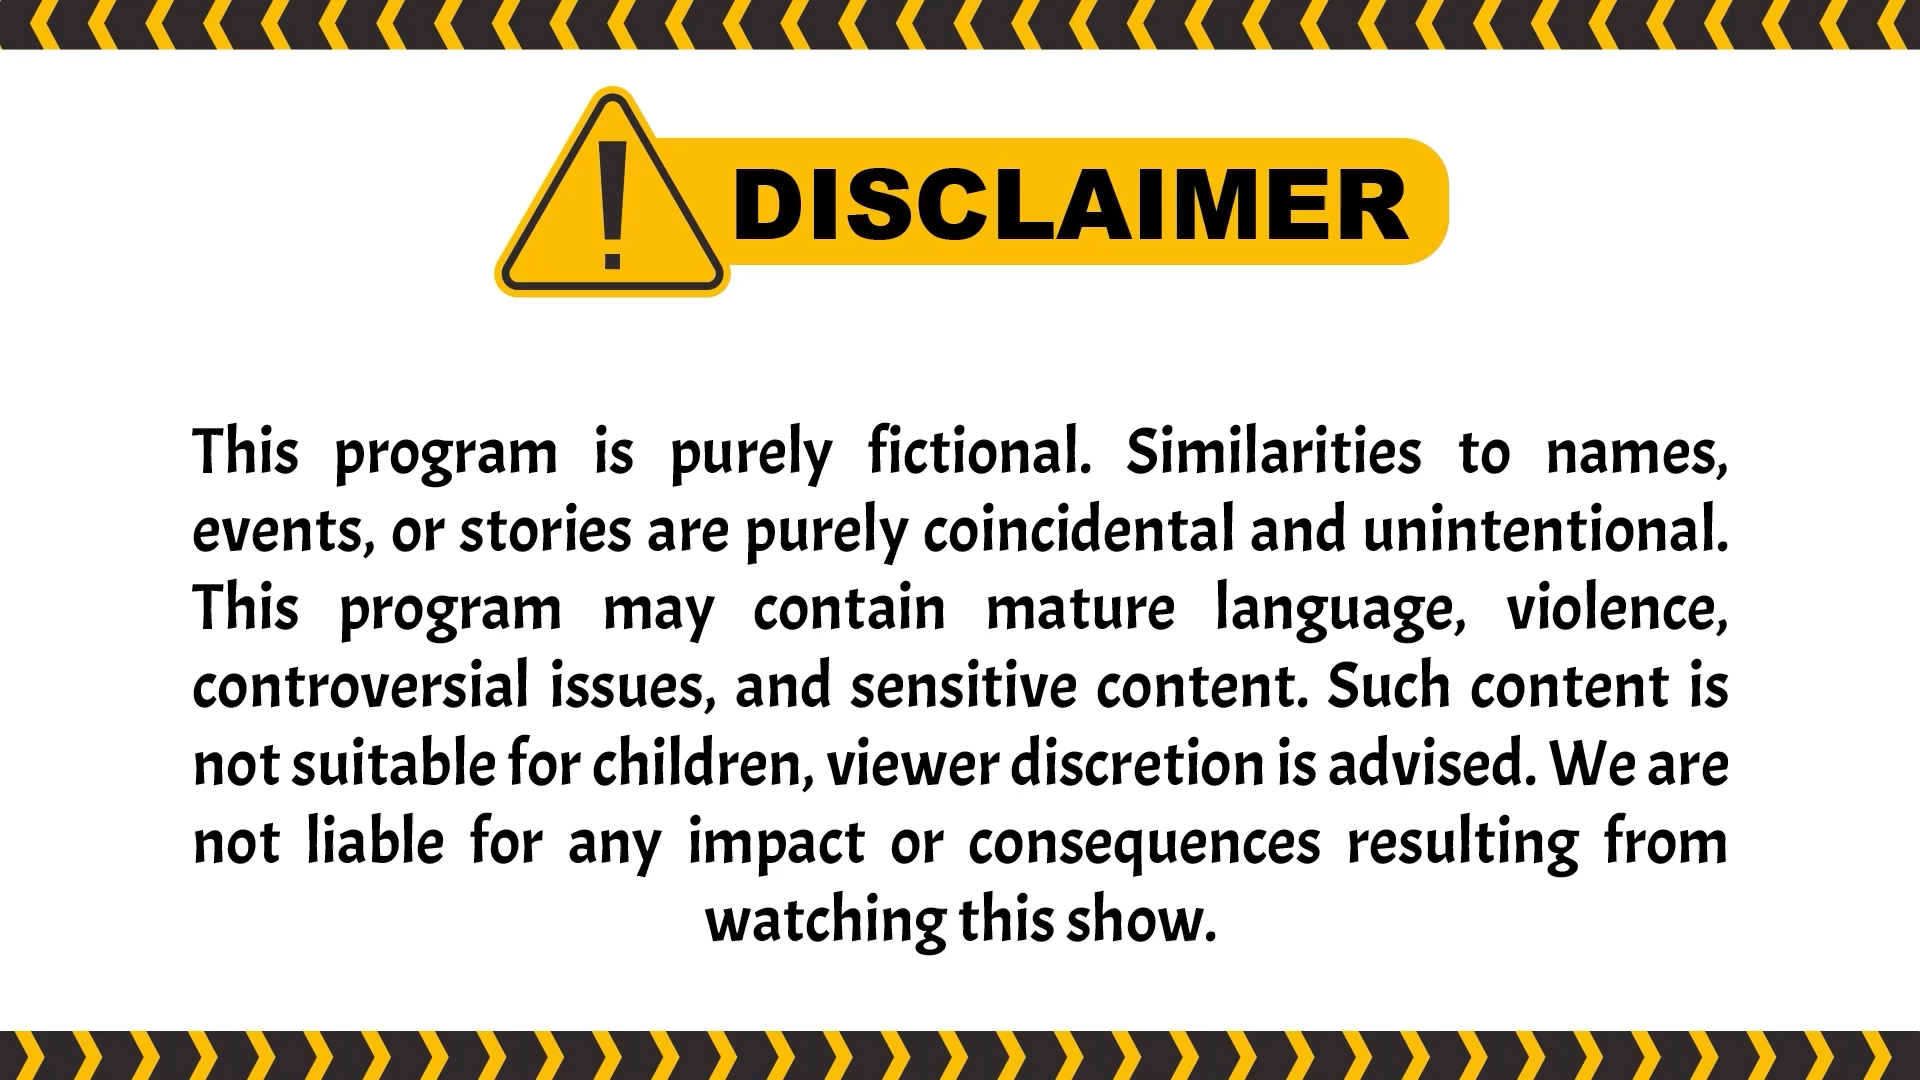 DISCLAIMER
This program is purely fictional. Similarities to names,
events, or stories are purely coincidental and unintentional.
This program may contain mature language, violence,
controversial issues, and sensitive content. Such content is
not suitable for children, viewer discretion is advised. We are
not liable for any impact or consequences resulting from
watching this show.